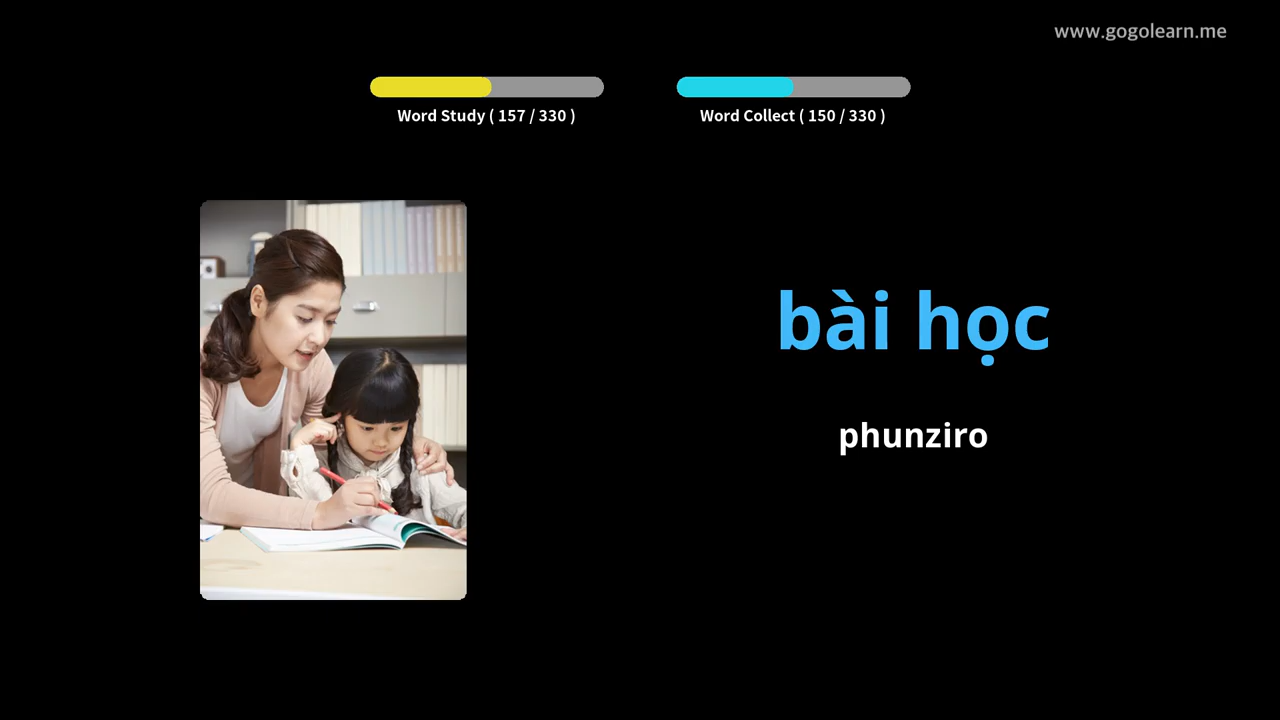 www.gogolearn.me
Word Study ( 157 / 330 )
Word Collect ( 150 / 330 )
bài học
phunziro